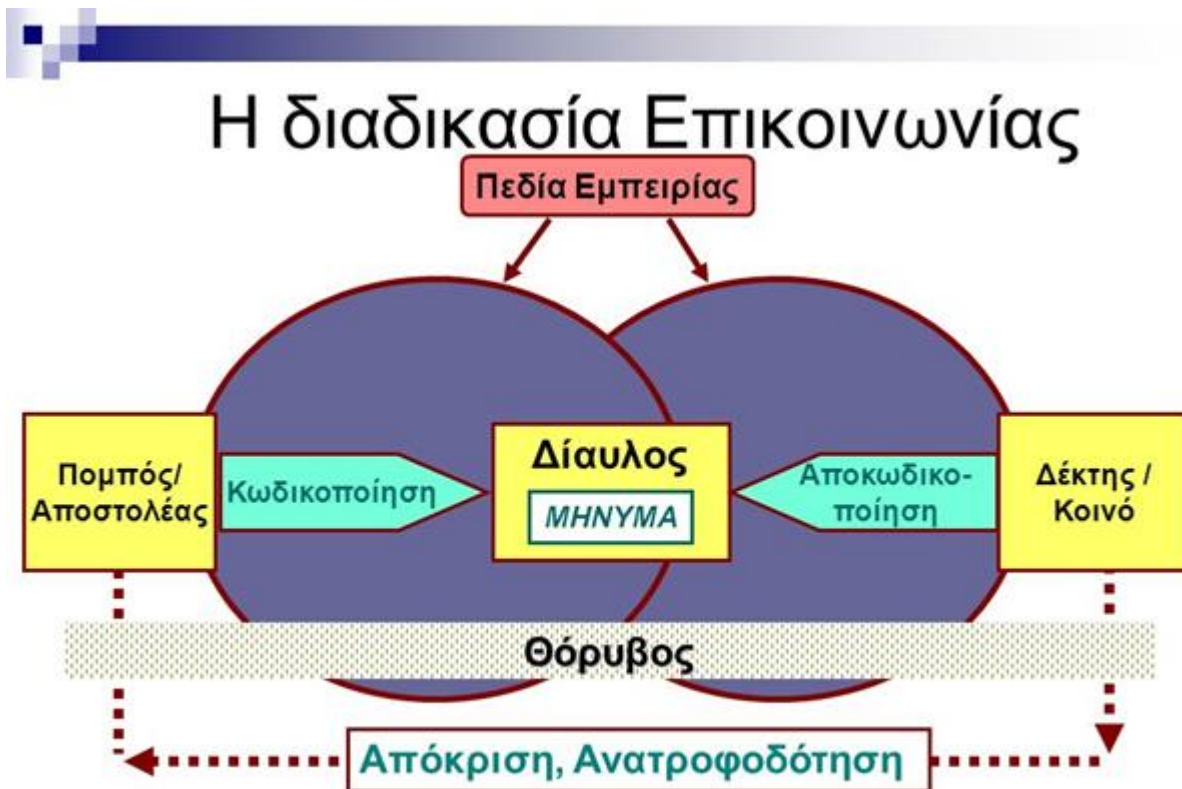 Η διαδικασία Επικοινωνίας
Πεδία Εμπειρίας
Πομπός/
Αποστολέας
Κωδικοποίηση
Δίαυλος
ΜΗΝΥΜΑ
Αποκωδικο-
ποίηση
Δέκτης /
Κοινό
Θόρυβος
Απόκριση, Ανατροφοδότηση